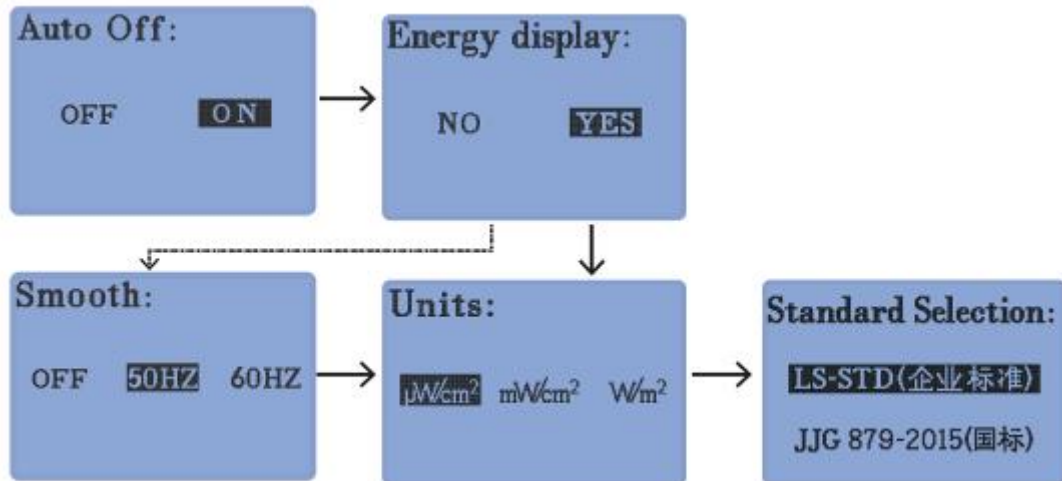 Auto Off:
OFF ON
Energy display:
NO YES
Smooth:
OFF 50HZ 60HZ
Units:
μW/cm² mW/cm² W/m²
Standard Selection:
LS-STD(企业标准)
JJG 879-2015(国标)